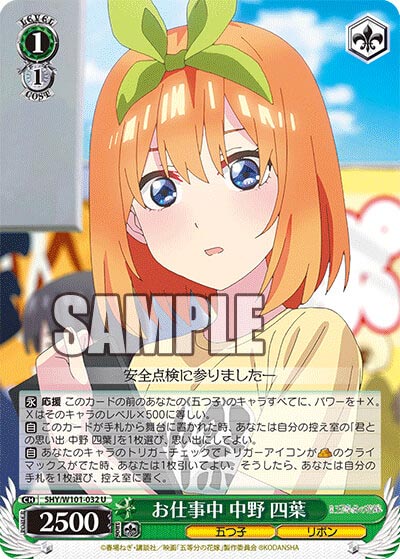 LEVEL
1
1
COST
SAMPLE
安全点検に参りましたー
永 応援 このカードの前のあなたの《五つ子》のキャラすべてに、パワーを+X。
Xはそのキャラのレベル×500に等しい。
自 このカードが手札から舞台に置かれた時、あなたは自分の控え室の「君と
の思い出 中野 四葉」を1枚選び、思い出にしてよい。
自 あなたのキャラのトリガーチェックでトリガーアイコンが のクライ
マックスがでた時、あなたは1枚引いてよい。そうしたら、あなたは自分の手
札を1枚選び、控え室に置く。
CH 5HY/W101-032 U
2500
お仕事中 中野 四葉
五つ子
リボン
©春場ねぎ・講談社/映画「五等分の花嫁」製作委員会 ®KODANSHA